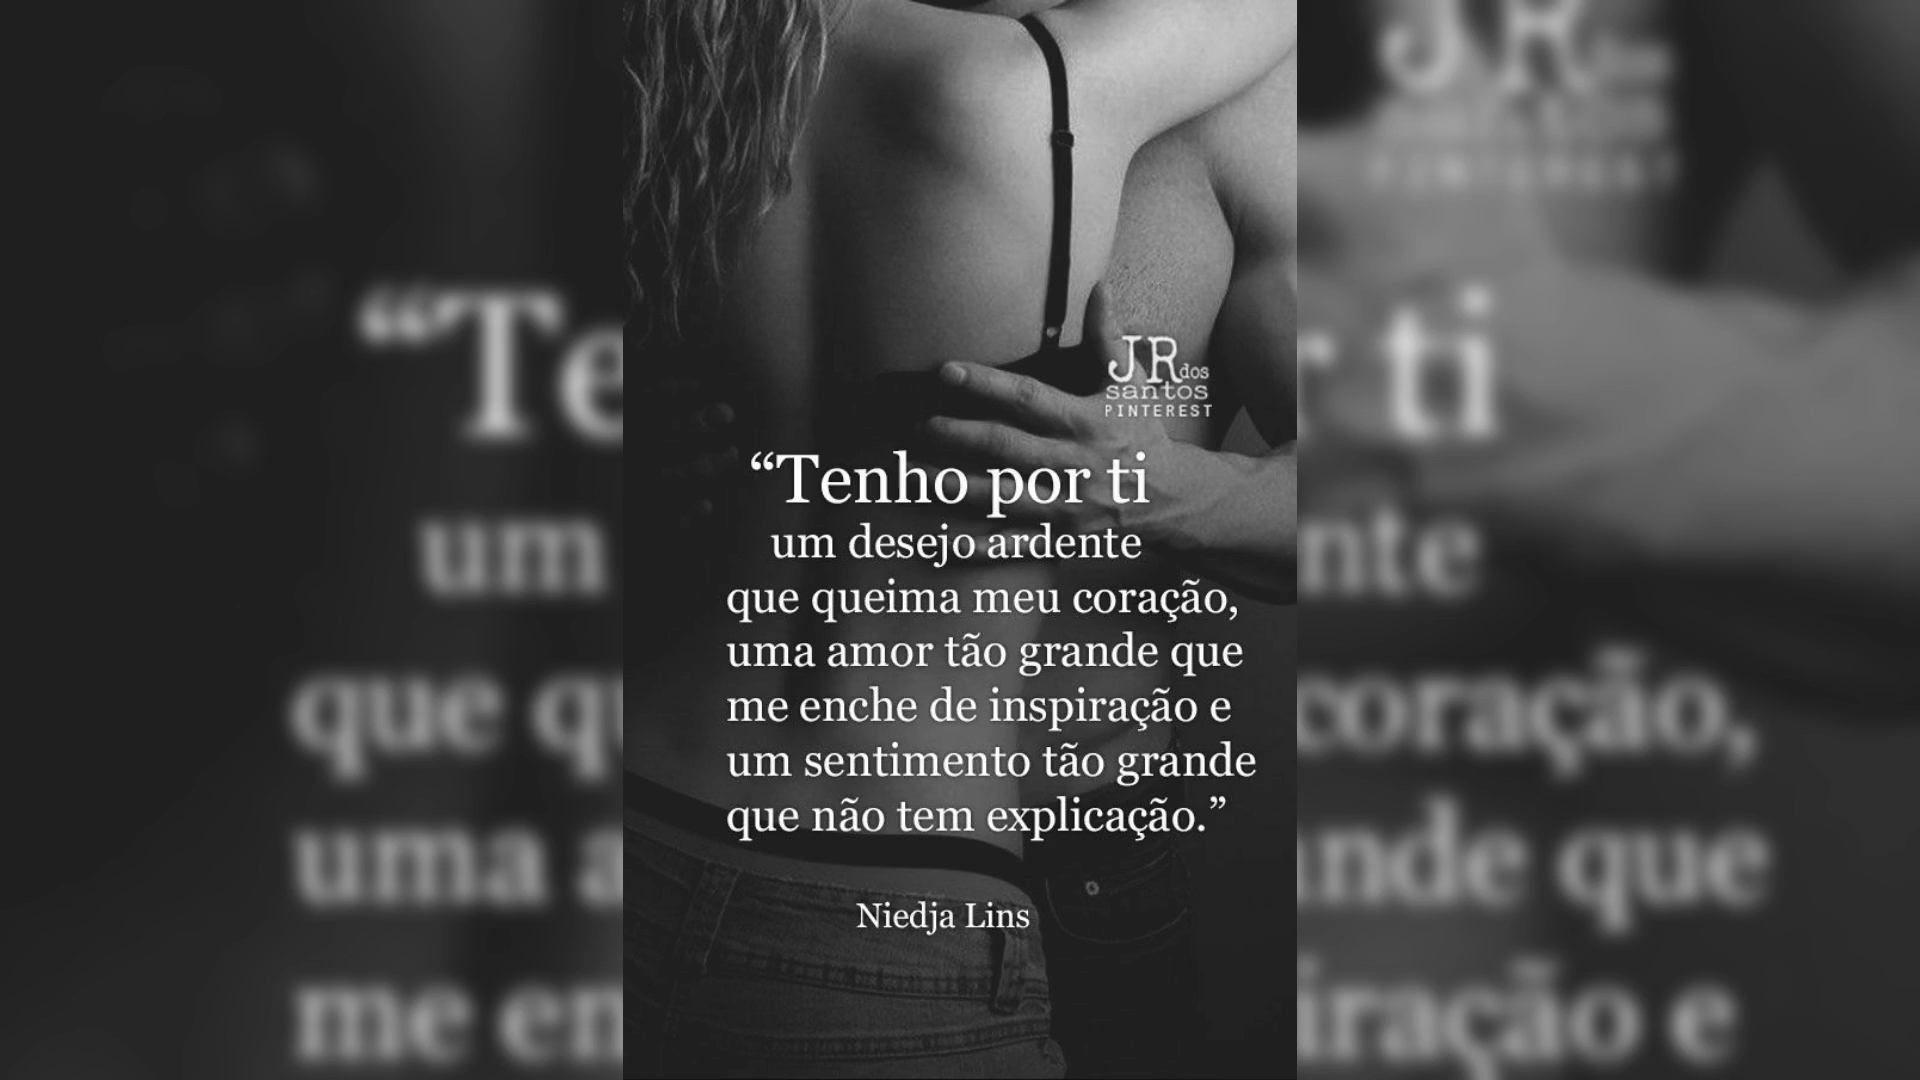 JR dos
santos
PINTEREST
“Tenho por ti
um desejo ardente
que queima meu coração,
uma amor tão grande que
me enche de inspiração e
um sentimento tão grande
que não tem explicação.”
Niedja Lins